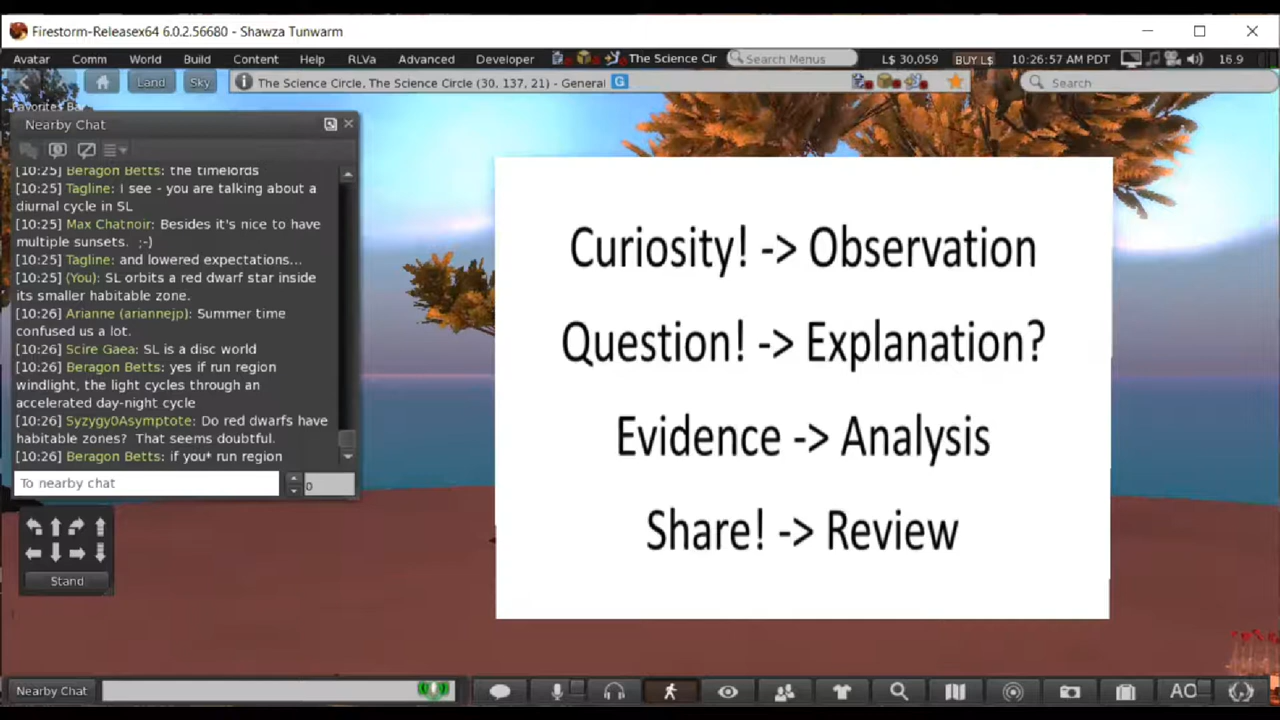 Firestorm-Releasex64 6.0.2.56680 - Shawza Tunwarm
Avatar Comm World Build Content Help RLVa Advanced Developer The Science Cir Search Menus L$ 30,059 BUY L$ 10:26:57 AM PDT 16.9
Land Sky The Science Circle, The Science Circle (30, 137, 21) - General G Search
Favorites Bar
Nearby Chat
[10:25] Beragon Betts: the timelords
[10:25] Tagline: I see - you are talking about a
diurnal cycle in SL
[10:25] Max Chatnoir: Besides it's nice to have
multiple sunsets. ;-)
[10:25] Tagline: and lowered expectations...
[10:25] (You): SL orbits a red dwarf star inside
its smaller habitable zone.
[10:26] Arianne (ariannejp): Summer time
confused us a lot.
[10:26] Scire Gaea: SL is a disc world
[10:26] Beragon Betts: yes if run region
windlight, the light cycles through an
accelerated day-night cycle
[10:26] Syzygy0Asymptote: Do red dwarfs have
habitable zones? That seems doubtful.
[10:26] Beragon Betts: if you* run region
To nearby chat
0
Stand
Curiosity! -> Observation
Question! -> Explanation?
Evidence -> Analysis
Share! -> Review
Nearby Chat
AO